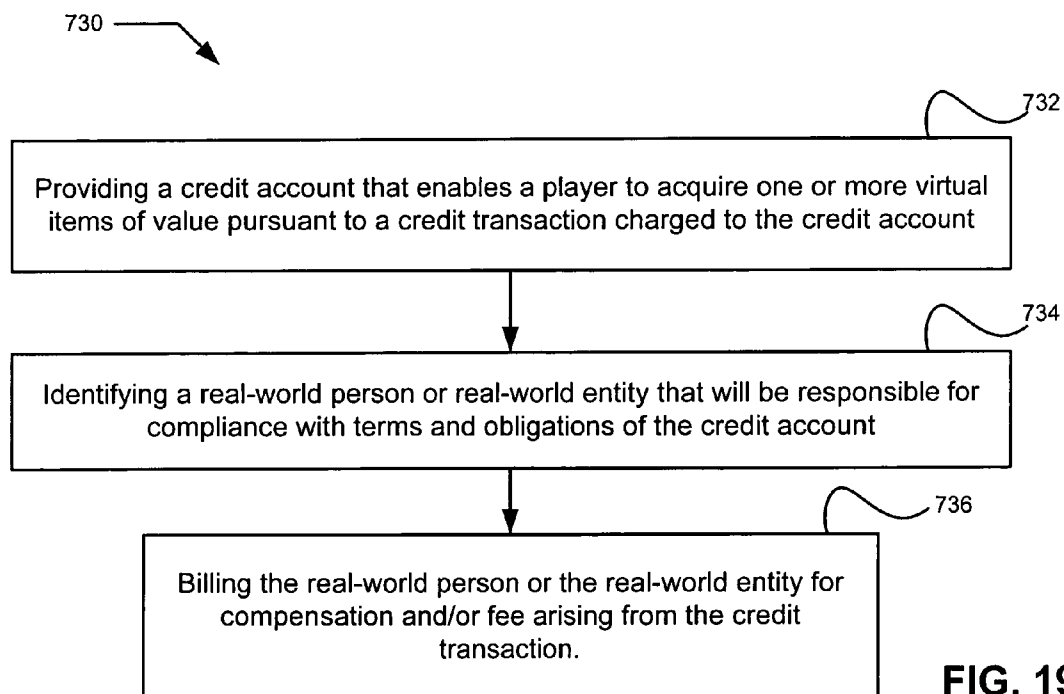 730
732
Providing a credit account that enables a player to acquire one or more virtual
items of value pursuant to a credit transaction charged to the credit account
734
Identifying a real-world person or real-world entity that will be responsible for
compliance with terms and obligations of the credit account
736
Billing the real-world person or the real-world entity for
compensation and/or fee arising from the credit
transaction.
FIG. 19